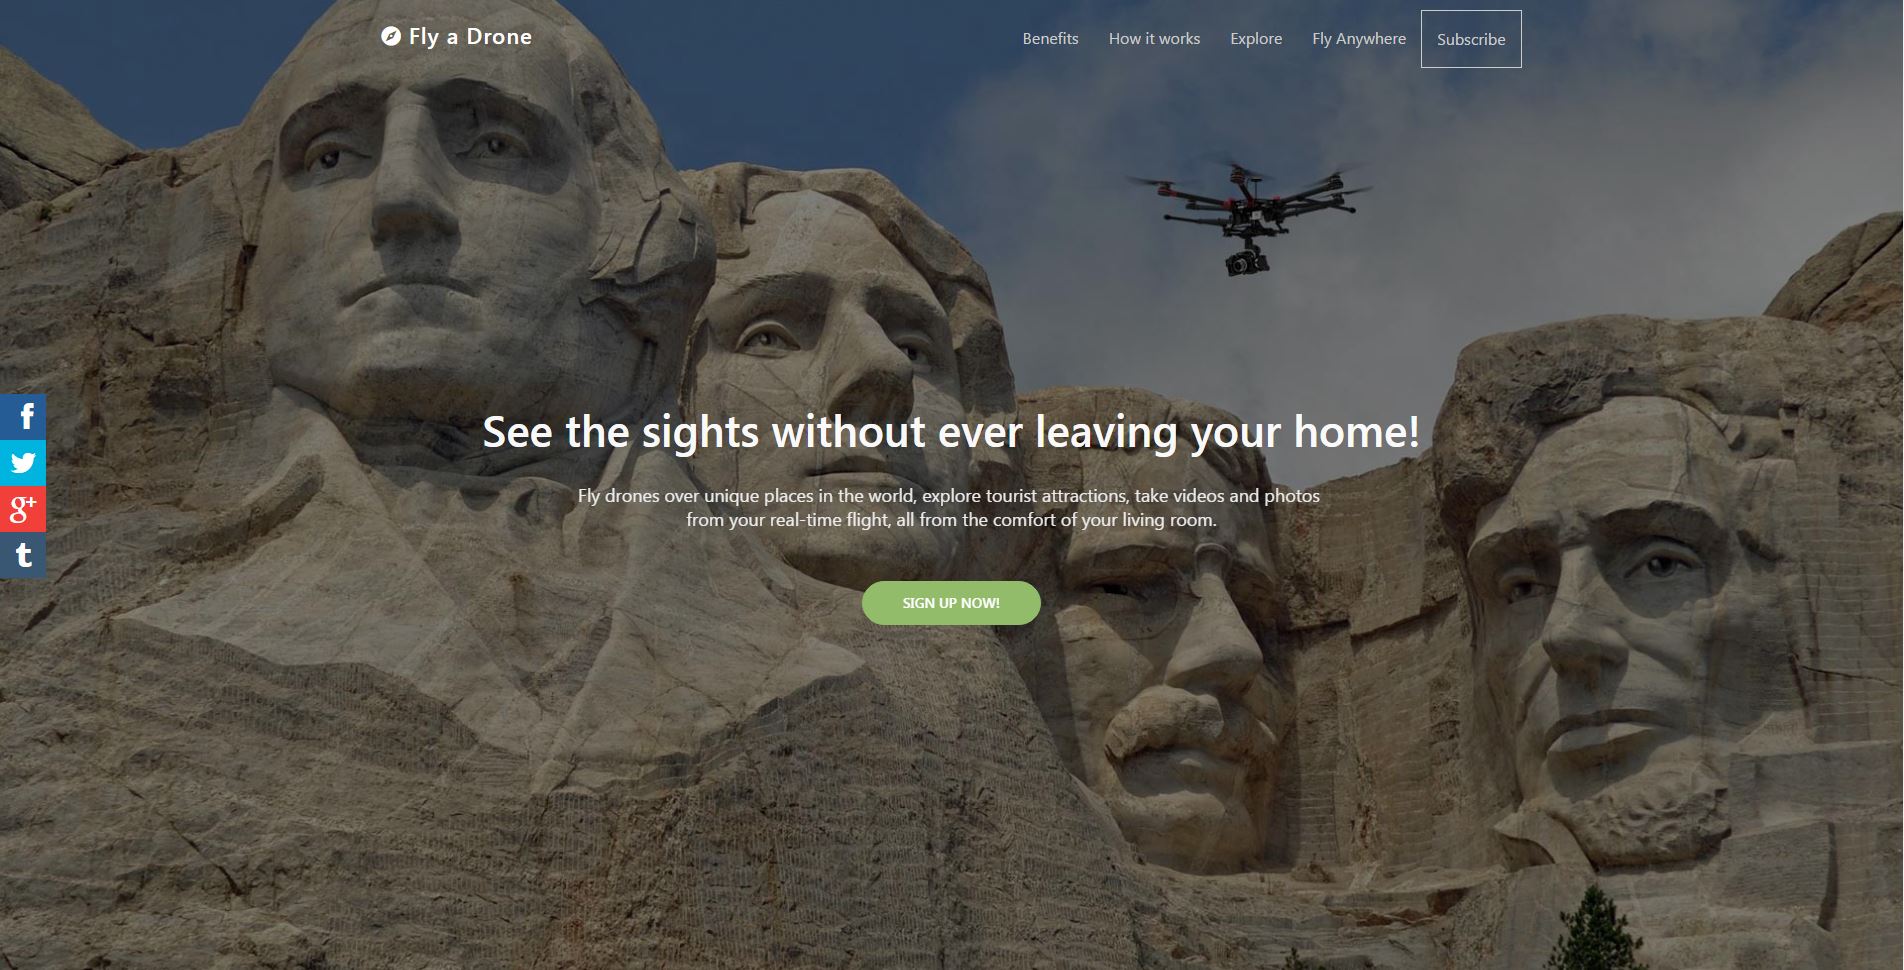 Fly a Drone
Benefits
How it works
Explore
Fly Anywhere
Subscribe
f
g+
t
See the sights without ever leaving your home!
Fly drones over unique places in the world, explore tourist attractions, take videos and photos
from your real-time flight, all from the comfort of your living room.
SIGN UP NOW!